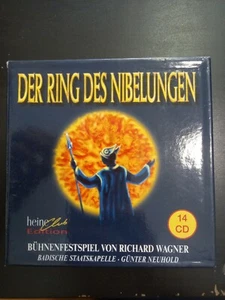 DER RING DES NIBELUNGEN
heine
Edition
14
CD
BÜHNENFESTSPIEL VON RICHARD WAGNER
BADISCHE STAATSKAPELLE · GÜNTER NEUHOLD